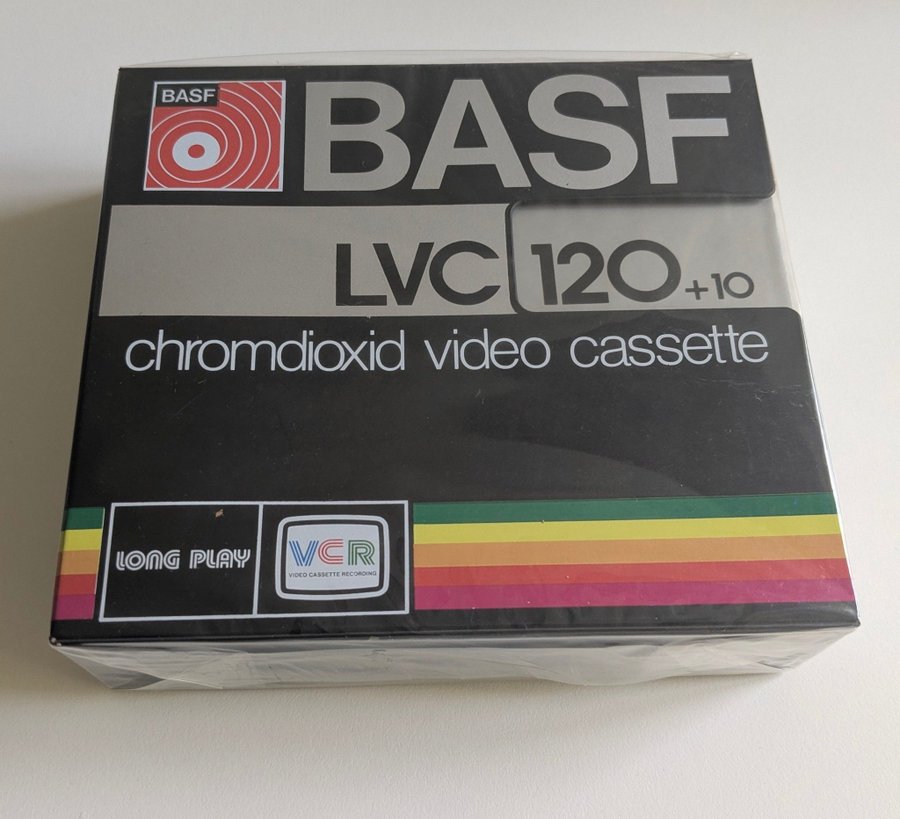 BASF
BASF
LVC 120 +10
chromdioxid video cassette
LONG PLAY
VCR
VIDEO CASSETTE RECORDING